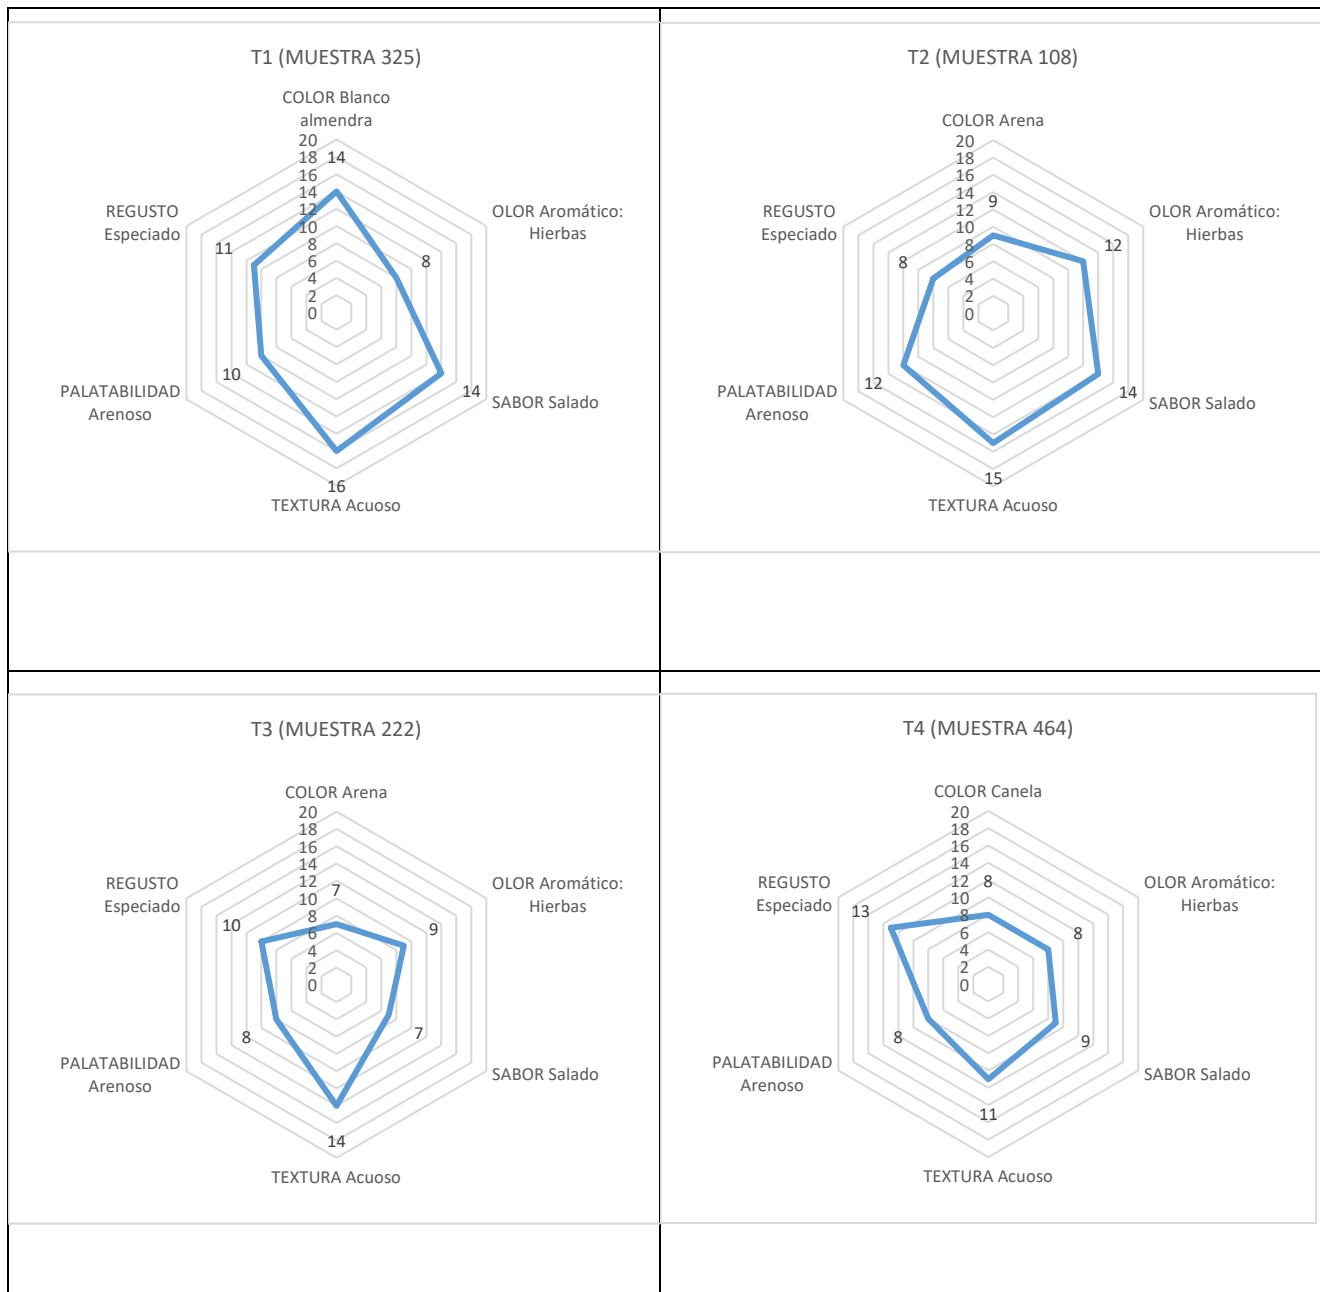 T1 (MUESTRA 325)
COLOR Blanco
almendra
20
18
16
14
12
10
8
6
4
2
0
14
OLOR Aromático:
Hierbas
8
SABOR Salado
14
TEXTURA Acuoso
16
PALATABILIDAD
Arenoso
10
REGUSTO
Especiado
11
T2 (MUESTRA 108)
COLOR Arena
20
18
16
14
12
10
8
6
4
2
0
9
OLOR Aromático:
Hierbas
12
SABOR Salado
14
TEXTURA Acuoso
15
PALATABILIDAD
Arenoso
12
REGUSTO
Especiado
8
T3 (MUESTRA 222)
COLOR Arena
20
18
16
14
12
10
8
6
4
2
0
7
OLOR Aromático:
Hierbas
9
SABOR Salado
7
TEXTURA Acuoso
14
PALATABILIDAD
Arenoso
8
REGUSTO
Especiado
10
T4 (MUESTRA 464)
COLOR Canela
20
18
16
14
12
10
8
6
4
2
0
8
OLOR Aromático:
Hierbas
8
SABOR Salado
9
TEXTURA Acuoso
11
PALATABILIDAD
Arenoso
8
REGUSTO
Especiado
13